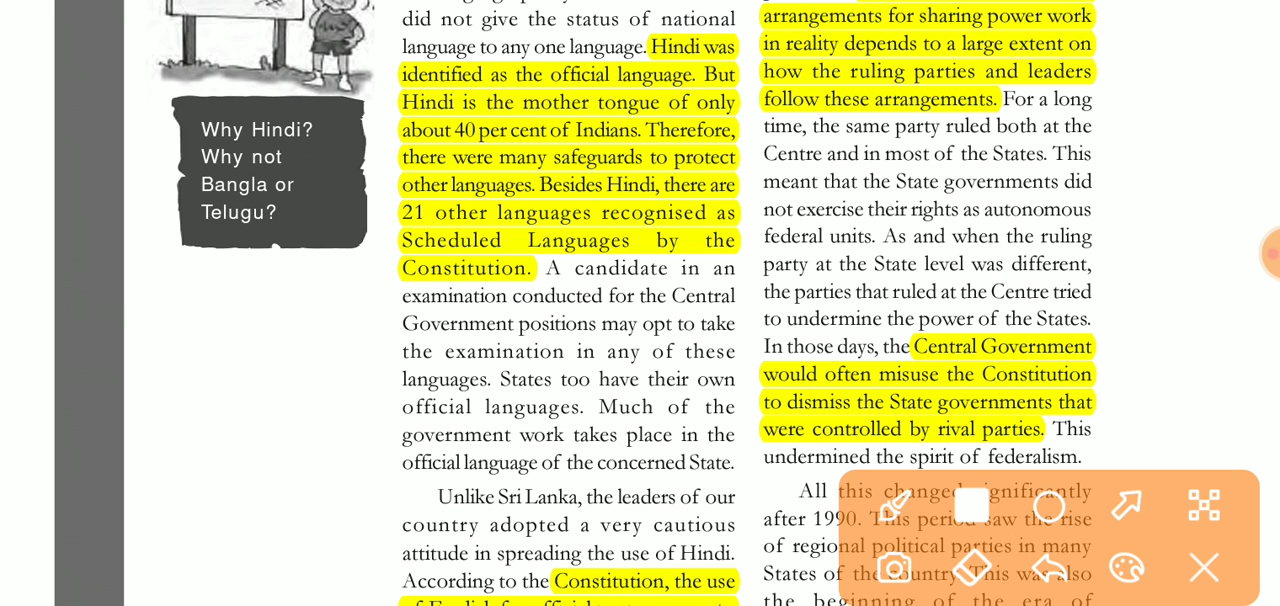 Why Hindi?
Why not
Bangla or
Telugu?
did not give the status of national
language to any one language. Hindi was
identified as the official language. But
Hindi is the mother tongue of only
about 40 per cent of Indians. Therefore,
there were many safeguards to protect
other languages. Besides Hindi, there are
21 other languages recognised as
Scheduled Languages by the
Constitution. A candidate in an
examination conducted for the Central
Government positions may opt to take
the examination in any of these
languages. States too have their own
official languages. Much of the
government work takes place in the
official language of the concerned State.
Unlike Sri Lanka, the leaders of our
country adopted a very cautious
attitude in spreading the use of Hindi.
According to the Constitution, the use
arrangements for sharing power work
in reality depends to a large extent on
how the ruling parties and leaders
follow these arrangements. For a long
time, the same party ruled both at the
Centre and in most of the States. This
meant that the State governments did
not exercise their rights as autonomous
federal units. As and when the ruling
party at the State level was different,
the parties that ruled at the Centre tried
to undermine the power of the States.
In those days, the Central Government
would often misuse the Constitution
to dismiss the State governments that
were controlled by rival parties. This
undermined the spirit of federalism.
All this changed significantly
after 1990. This period saw the rise
of regional political parties in many
States of the country. This was also
the beginning of the era of